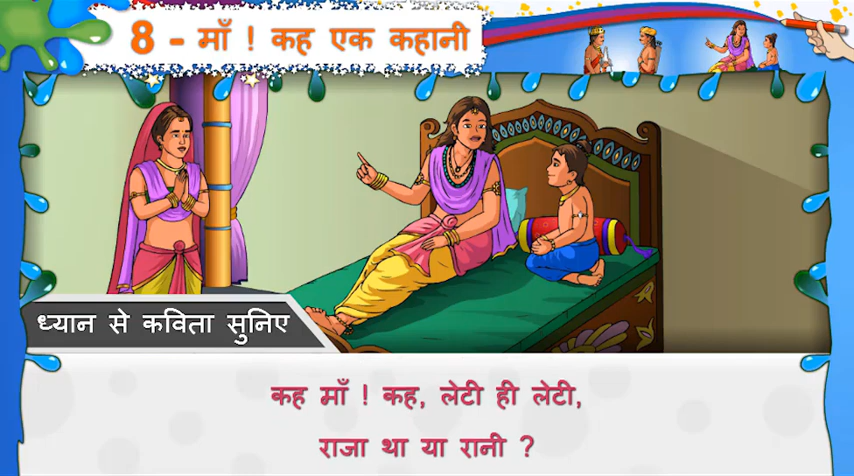 8 - माँ ! कह एक कहानी
ध्यान से कविता सुनिए
कह माँ ! कह, लेटी ही लेटी,
राजा था या रानी ?